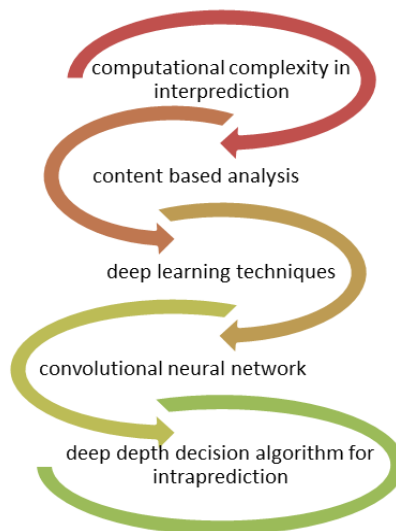 computational complexity in
interprediction
content based analysis
deep learning techniques
convolutional neural network
deep depth decision algorithm for
intraprediction